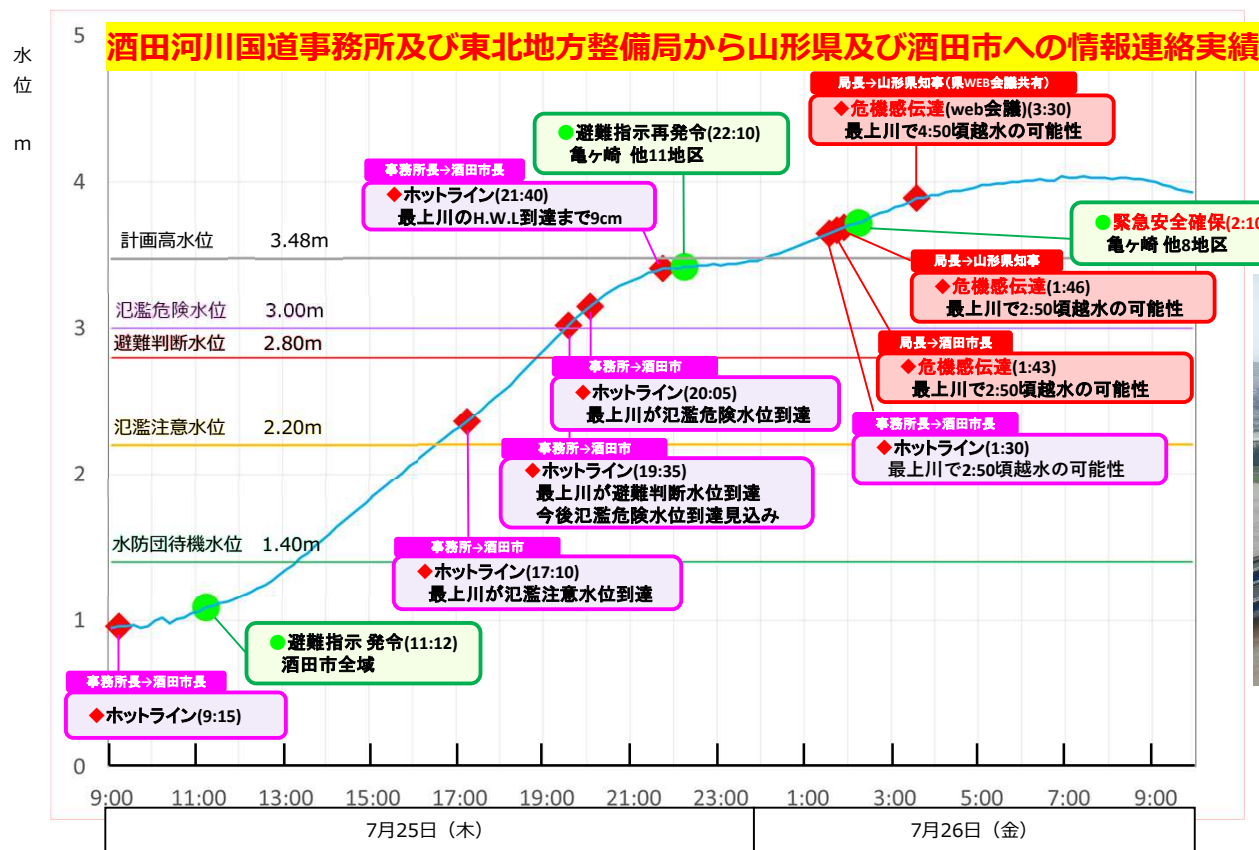 酒田河川国道事務所及び東北地方整備局から山形県及び酒田市への情報連絡実績
水
位
m
5
4
3
2
1
0
計画高水位 3.48m
氾濫危険水位 3.00m
避難判断水位 2.80m
氾濫注意水位 2.20m
水防団待機水位 1.40m
事務所長→酒田市長
◆ホットライン(9:15)
●避難指示 発令(11:12)
酒田市全域
事務所→酒田市
◆ホットライン(17:10)
最上川が氾濫注意水位到達
事務所→酒田市
◆ホットライン(19:35)
最上川が避難判断水位到達
今後氾濫危険水位到達見込み
事務所→酒田市
◆ホットライン(20:05)
最上川が氾濫危険水位到達
事務所長→酒田市長
◆ホットライン(21:40)
最上川のH.W.L到達まで9cm
●避難指示再発令(22:10)
亀ヶ崎 他11地区
事務所長→酒田市長
◆ホットライン(1:30)
最上川で2:50頃越水の可能性
局長→酒田市長
◆危機感伝達(1:43)
最上川で2:50頃越水の可能性
局長→山形県知事
◆危機感伝達(1:46)
最上川で2:50頃越水の可能性
●緊急安全確保(2:10
亀ヶ崎 他8地区
局長→山形県知事(県WEB会議共有)
◆危機感伝達(web会議)(3:30)
最上川で4:50頃越水の可能性
9:00 11:00 13:00 15:00 17:00 19:00 21:00 23:00 1:00 3:00 5:00 7:00 9:00
7月25日（木） 7月26日（金）